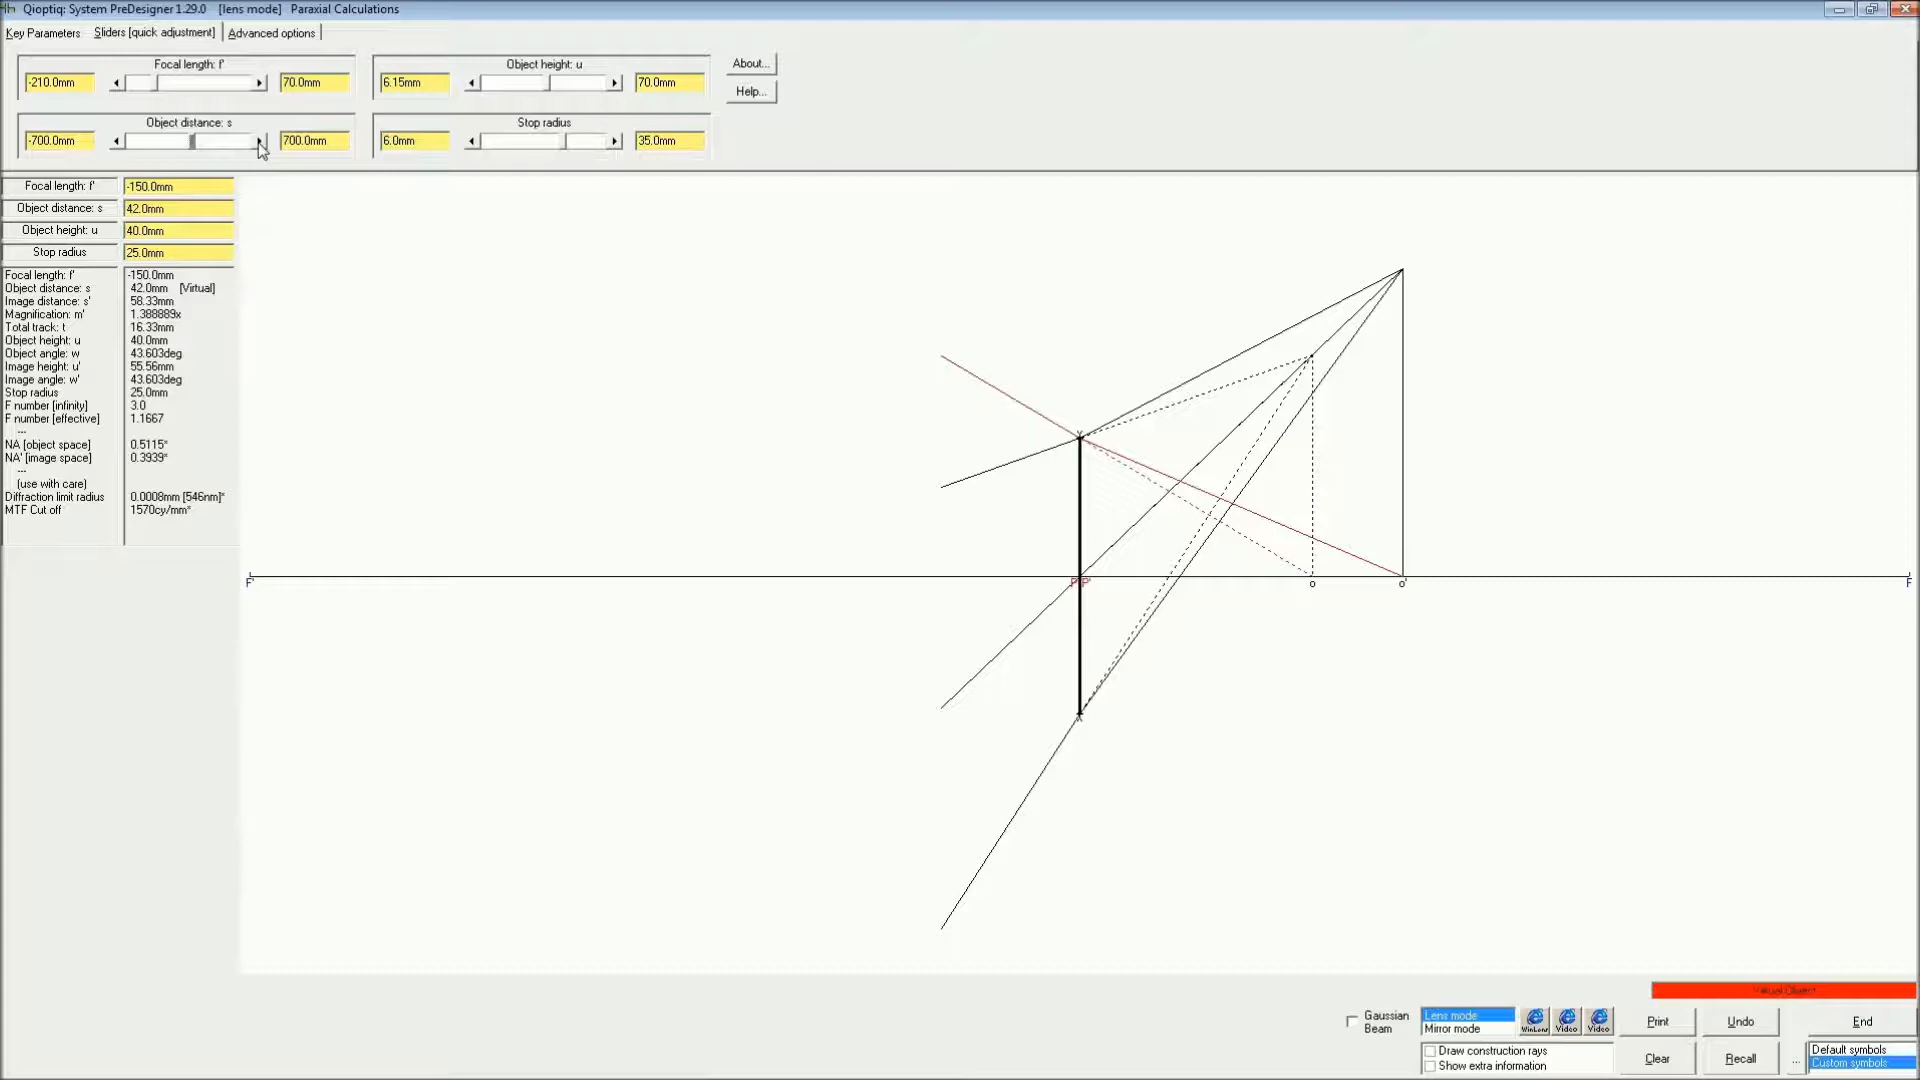 Qioptiq: System PreDesigner 1.29.0 [lens mode] Paraxial Calculations
Key Parameters Sliders [quick adjustment] Advanced options
Focal length: f'
-210.0mm 70.0mm
Object height: u
6.15mm 70.0mm
About...
Help...
Object distance: s
-700.0mm 700.0mm
Stop radius
6.0mm 35.0mm
Focal length: f' -150.0mm
Object distance: s 42.0mm
Object height: u 40.0mm
Stop radius 25.0mm
Focal length: f' -150.0mm
Object distance: s 42.0mm [Virtual]
Image distance: s' 58.33mm
Magnification: m' 1.388889x
Total track: t 16.33mm
Object height: u 40.0mm
Object angle: w 43.603deg
Image height: u' 55.56mm
Image angle: w' 43.603deg
Stop radius 25.0mm
F number [infinity] 3.0
F number [effective] 1.1667
...
NA [object space] 0.5115*
NA' [image space] 0.3939*
...
(use with care)
Diffraction limit radius 0.0008mm [546nm]*
MTF Cut off 1570cy/mm*
F' P P' o o' F
Virtual Object
Gaussian Beam
Lens mode
Mirror mode
WinLens Video Video
Print Undo End
Draw construction rays
Show extra information
Clear Recall ...
Default symbols
Custom symbols